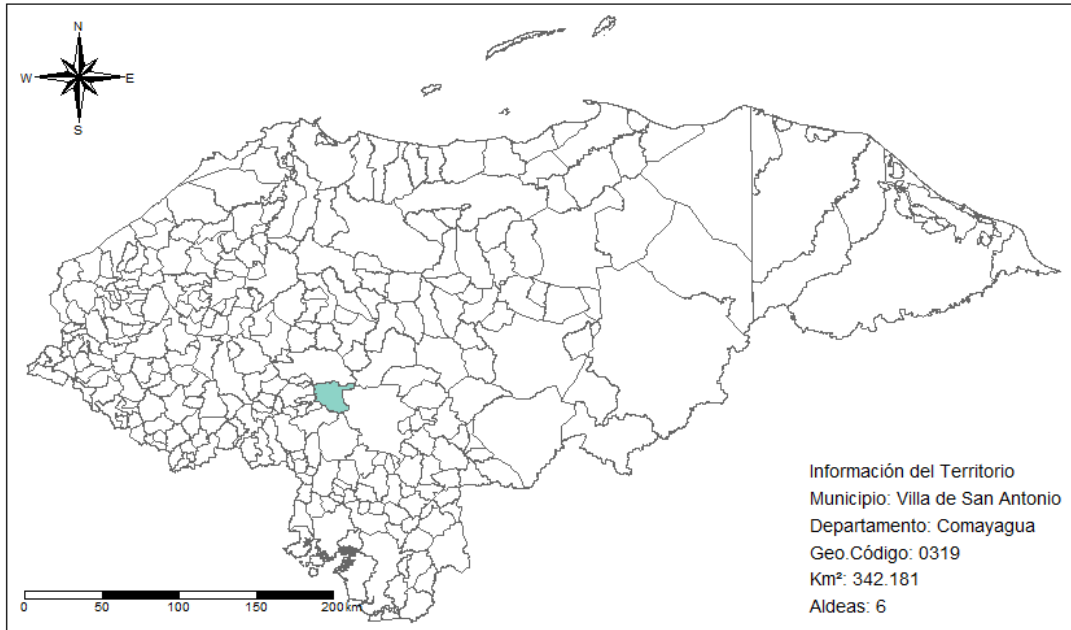 N
W E
S
Información del Territorio
Municipio: Villa de San Antonio
Departamento: Comayagua
Geo.Código: 0319
Km²: 342.181
Aldeas: 6
0 50 100 150 200 km